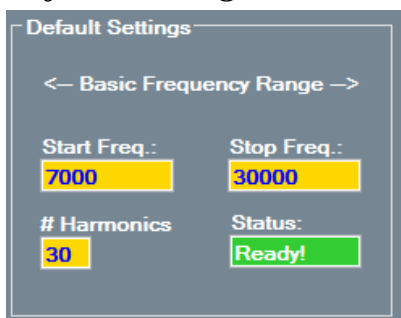 Default Settings
<-- Basic Frequency Range -->
Start Freq.: Stop Freq.:
7000 30000
# Harmonics Status:
30 Ready!